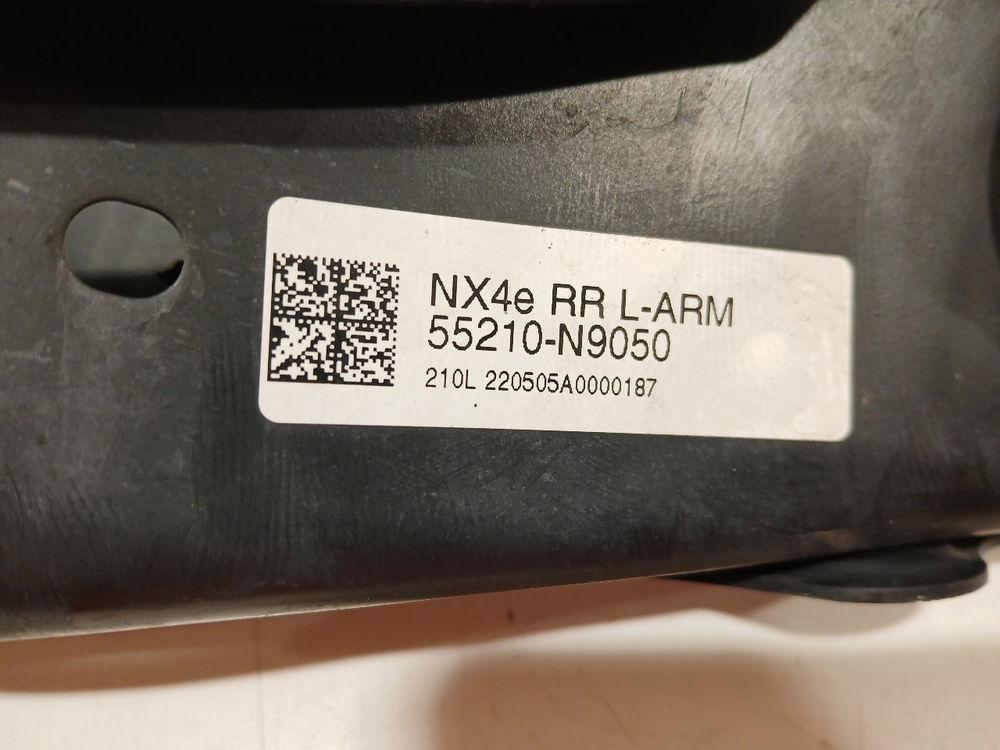 NX4e RR L-ARM
55210-N9050
210L 220505A0000187